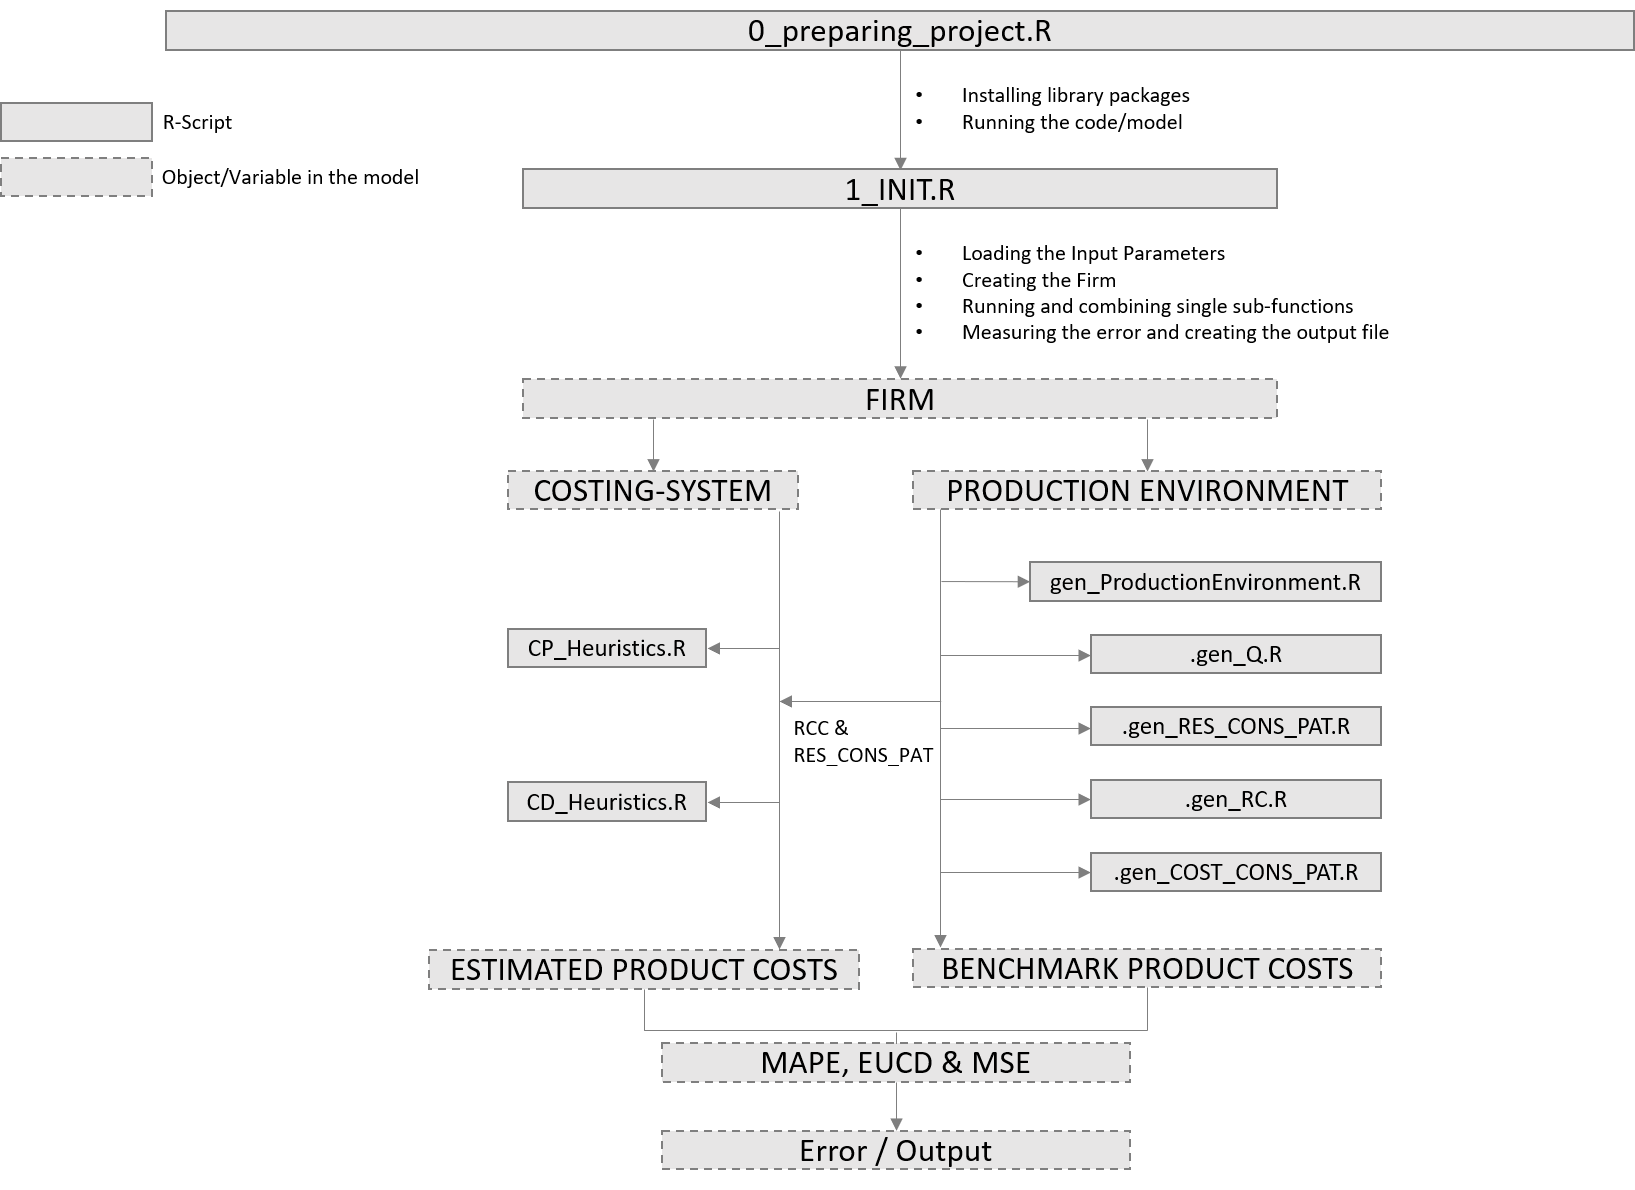 0_preparing_project.R
• Installing library packages
• Running the code/model
R-Script
Object/Variable in the model
1_INIT.R
• Loading the Input Parameters
• Creating the Firm
• Running and combining single sub-functions
• Measuring the error and creating the output file
FIRM
COSTING-SYSTEM
PRODUCTION ENVIRONMENT
gen_ProductionEnvironment.R
CP_Heuristics.R
.gen_Q.R
RCC &
RES_CONS_PAT
.gen_RES_CONS_PAT.R
CD_Heuristics.R
.gen_RC.R
.gen_COST_CONS_PAT.R
ESTIMATED PRODUCT COSTS
BENCHMARK PRODUCT COSTS
MAPE, EUCD & MSE
Error / Output